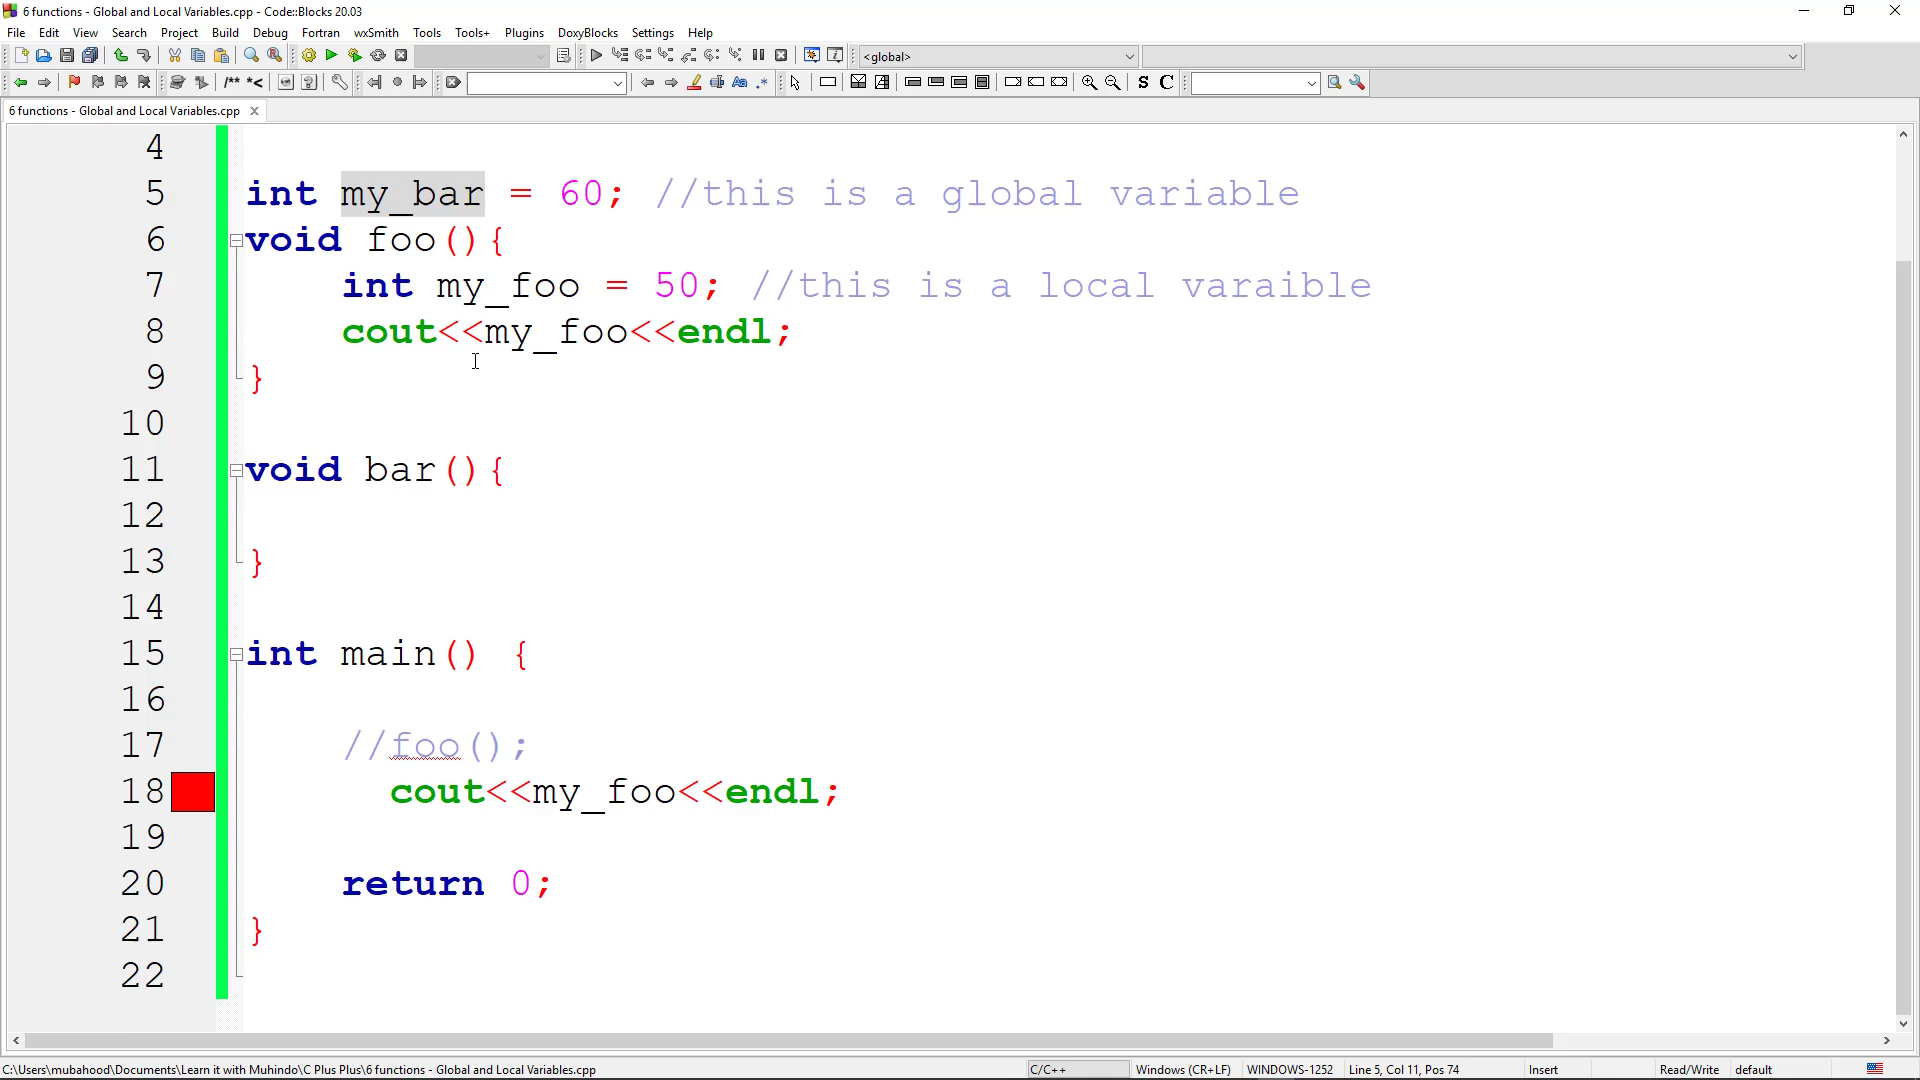 6 functions - Global and Local Variables.cpp - Code::Blocks 20.03
File Edit View Search Project Build Debug Fortran wxSmith Tools Tools+ Plugins DoxyBlocks Settings Help
<global>
/** *< Aa .* S C
6 functions - Global and Local Variables.cpp
4
5 int my_bar = 60; //this is a global variable
6 void foo(){
7 int my_foo = 50; //this is a local varaible
8 cout<<my_foo<<endl;
9 }
10
11 void bar(){
12
13 }
14
15 int main() {
16
17 //foo();
18 cout<<my_foo<<endl;
19
20 return 0;
21 }
22
C:\Users\mubahood\Documents\Learn it with Muhindo\C Plus Plus\6 functions - Global and Local Variables.cpp C/C++ Windows (CR+LF) WINDOWS-1252 Line 5, Col 11, Pos 74 Insert Read/Write default